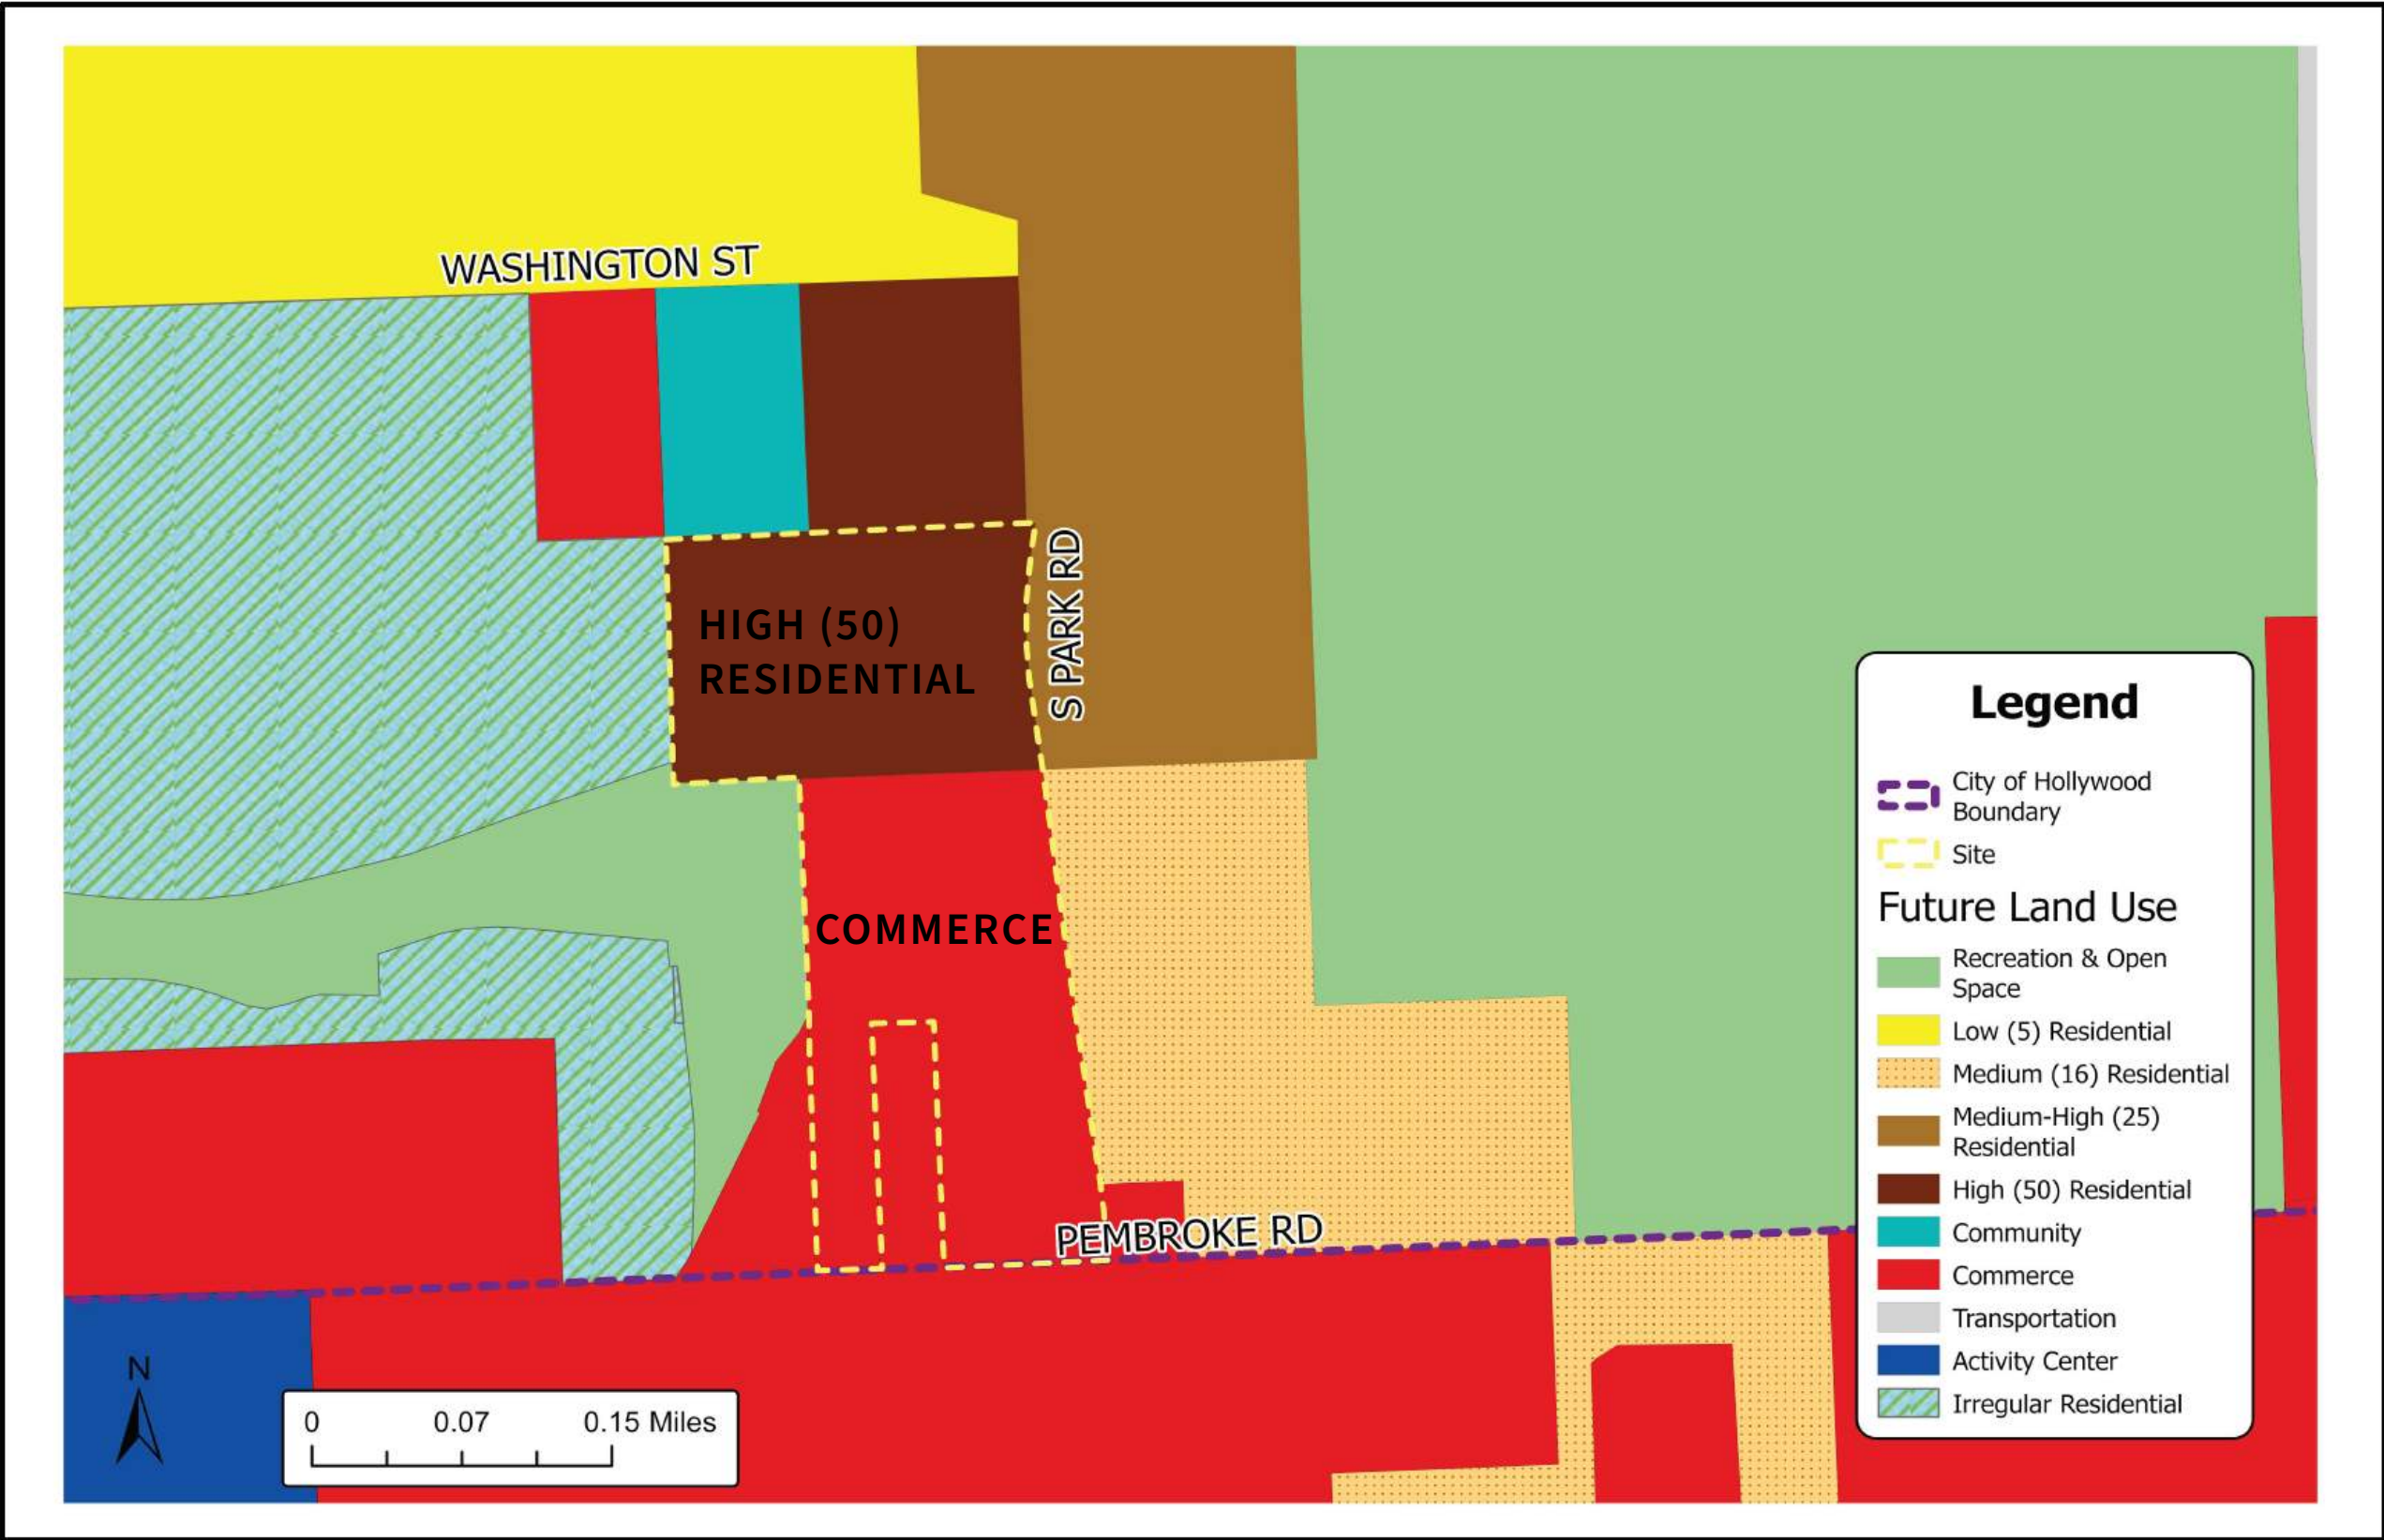 WASHINGTON ST
HIGH (50)
RESIDENTIAL
S PARK RD
COMMERCE
PEMBROKE RD
N
0 0.07 0.15 Miles
Legend
City of Hollywood
Boundary
Site
Future Land Use
Recreation & Open
Space
Low (5) Residential
Medium (16) Residential
Medium-High (25)
Residential
High (50) Residential
Community
Commerce
Transportation
Activity Center
Irregular Residential